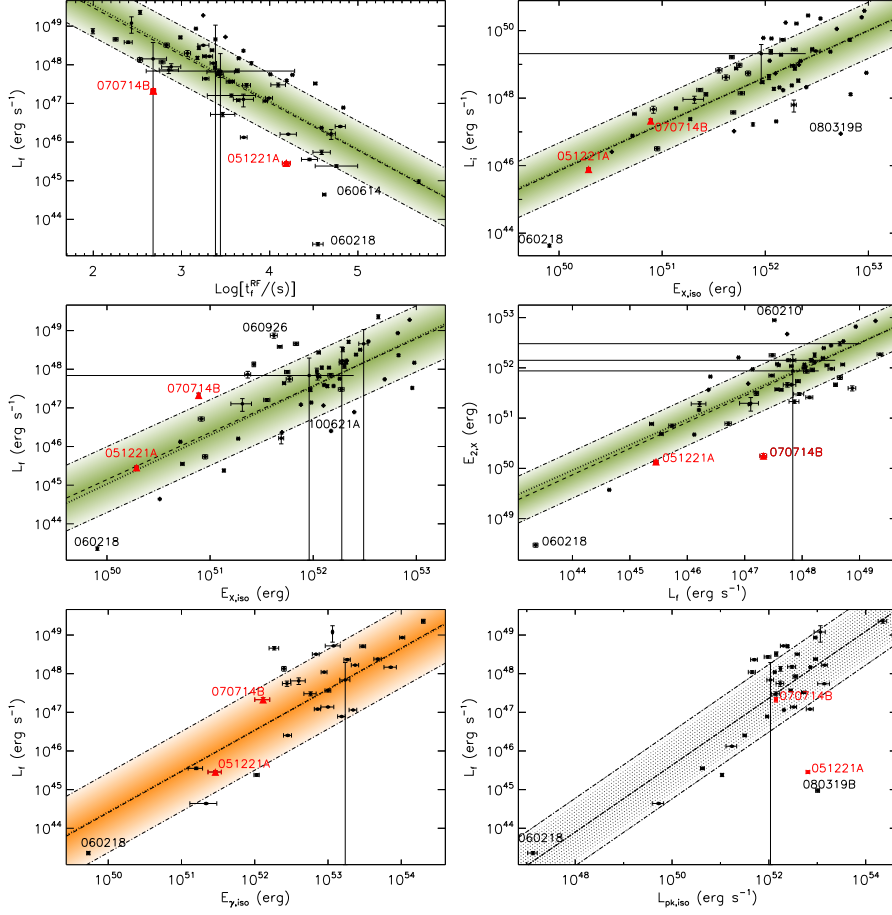 10^49
10^48
10^47
10^46
10^45
10^44
L_f (erg s^-1)
070714B
051221A
060614
060218
2 3 4 5
Log[t_f^RF/(s)]
10^50
10^48
10^46
10^44
L_i (erg s^-1)
070714B
080319B
051221A
060218
10^50 10^51 10^52 10^53
E_X,iso (erg)
10^49
10^48
10^47
10^46
10^45
10^44
L_f (erg s^-1)
060926
070714B
100621A
051221A
060218
10^50 10^51 10^52 10^53
E_X,iso (erg)
10^53
10^52
10^51
10^50
10^49
E_2,X (erg)
060210
051221A
070714B
060218
10^44 10^45 10^46 10^47 10^48 10^49
L_f (erg s^-1)
10^49
10^48
10^47
10^46
10^45
10^44
L_f (erg s^-1)
070714B
051221A
060218
10^50 10^51 10^52 10^53 10^54
E_γ,iso (erg)
10^49
10^48
10^47
10^46
10^45
10^44
L_f (erg s^-1)
070714B
051221A
080319B
060218
10^48 10^50 10^52 10^54
L_pk,iso (erg s^-1)